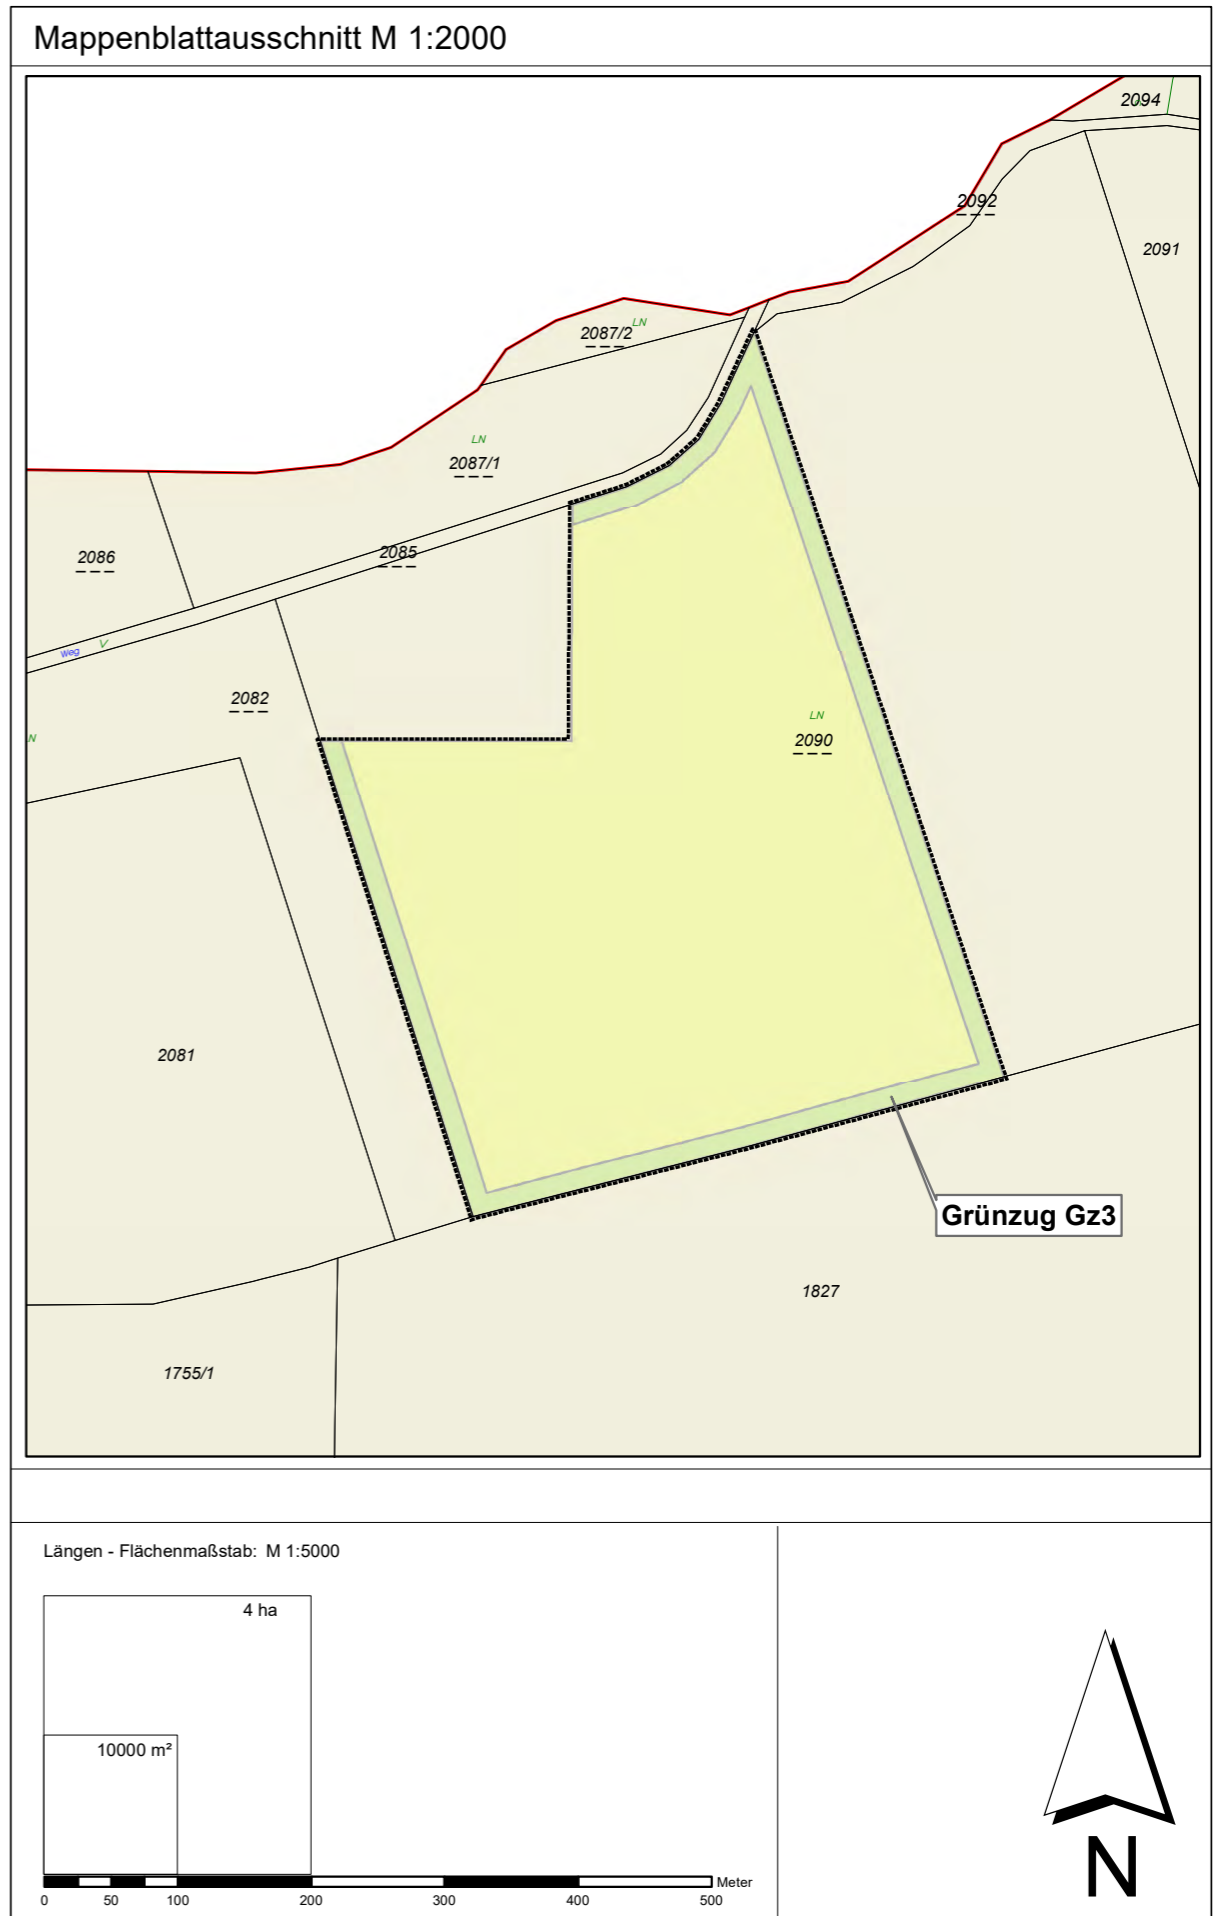 Mappenblattausschnitt M 1:2000
2094
2092
2091
2087/2
LN
LN
2087/1
2086
2085
Weg
2082
N
LN
2090
2081
Grünzug Gz3
1827
1755/1
Längen - Flächenmaßstab: M 1:5000
4 ha
10000 m²
Meter
0 50 100 200 300 400 500
N